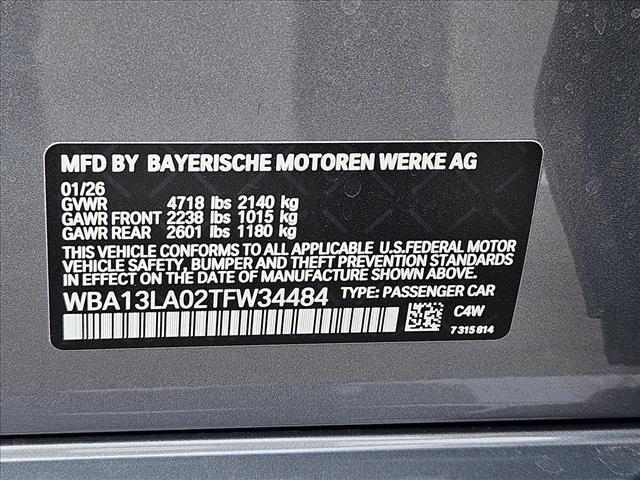 MFD BY BAYERISCHE MOTOREN WERKE AG
01/26
GVWR 4718 lbs 2140 kg
GAWR FRONT 2238 lbs 1015 kg
GAWR REAR 2601 lbs 1180 kg
THIS VEHICLE CONFORMS TO ALL APPLICABLE U.S.FEDERAL MOTOR
VEHICLE SAFETY, BUMPER AND THEFT PREVENTION STANDARDS
IN EFFECT ON THE DATE OF MANUFACTURE SHOWN ABOVE.
WBA13LA02TFW34484 TYPE: PASSENGER CAR
C4W
7 315 814